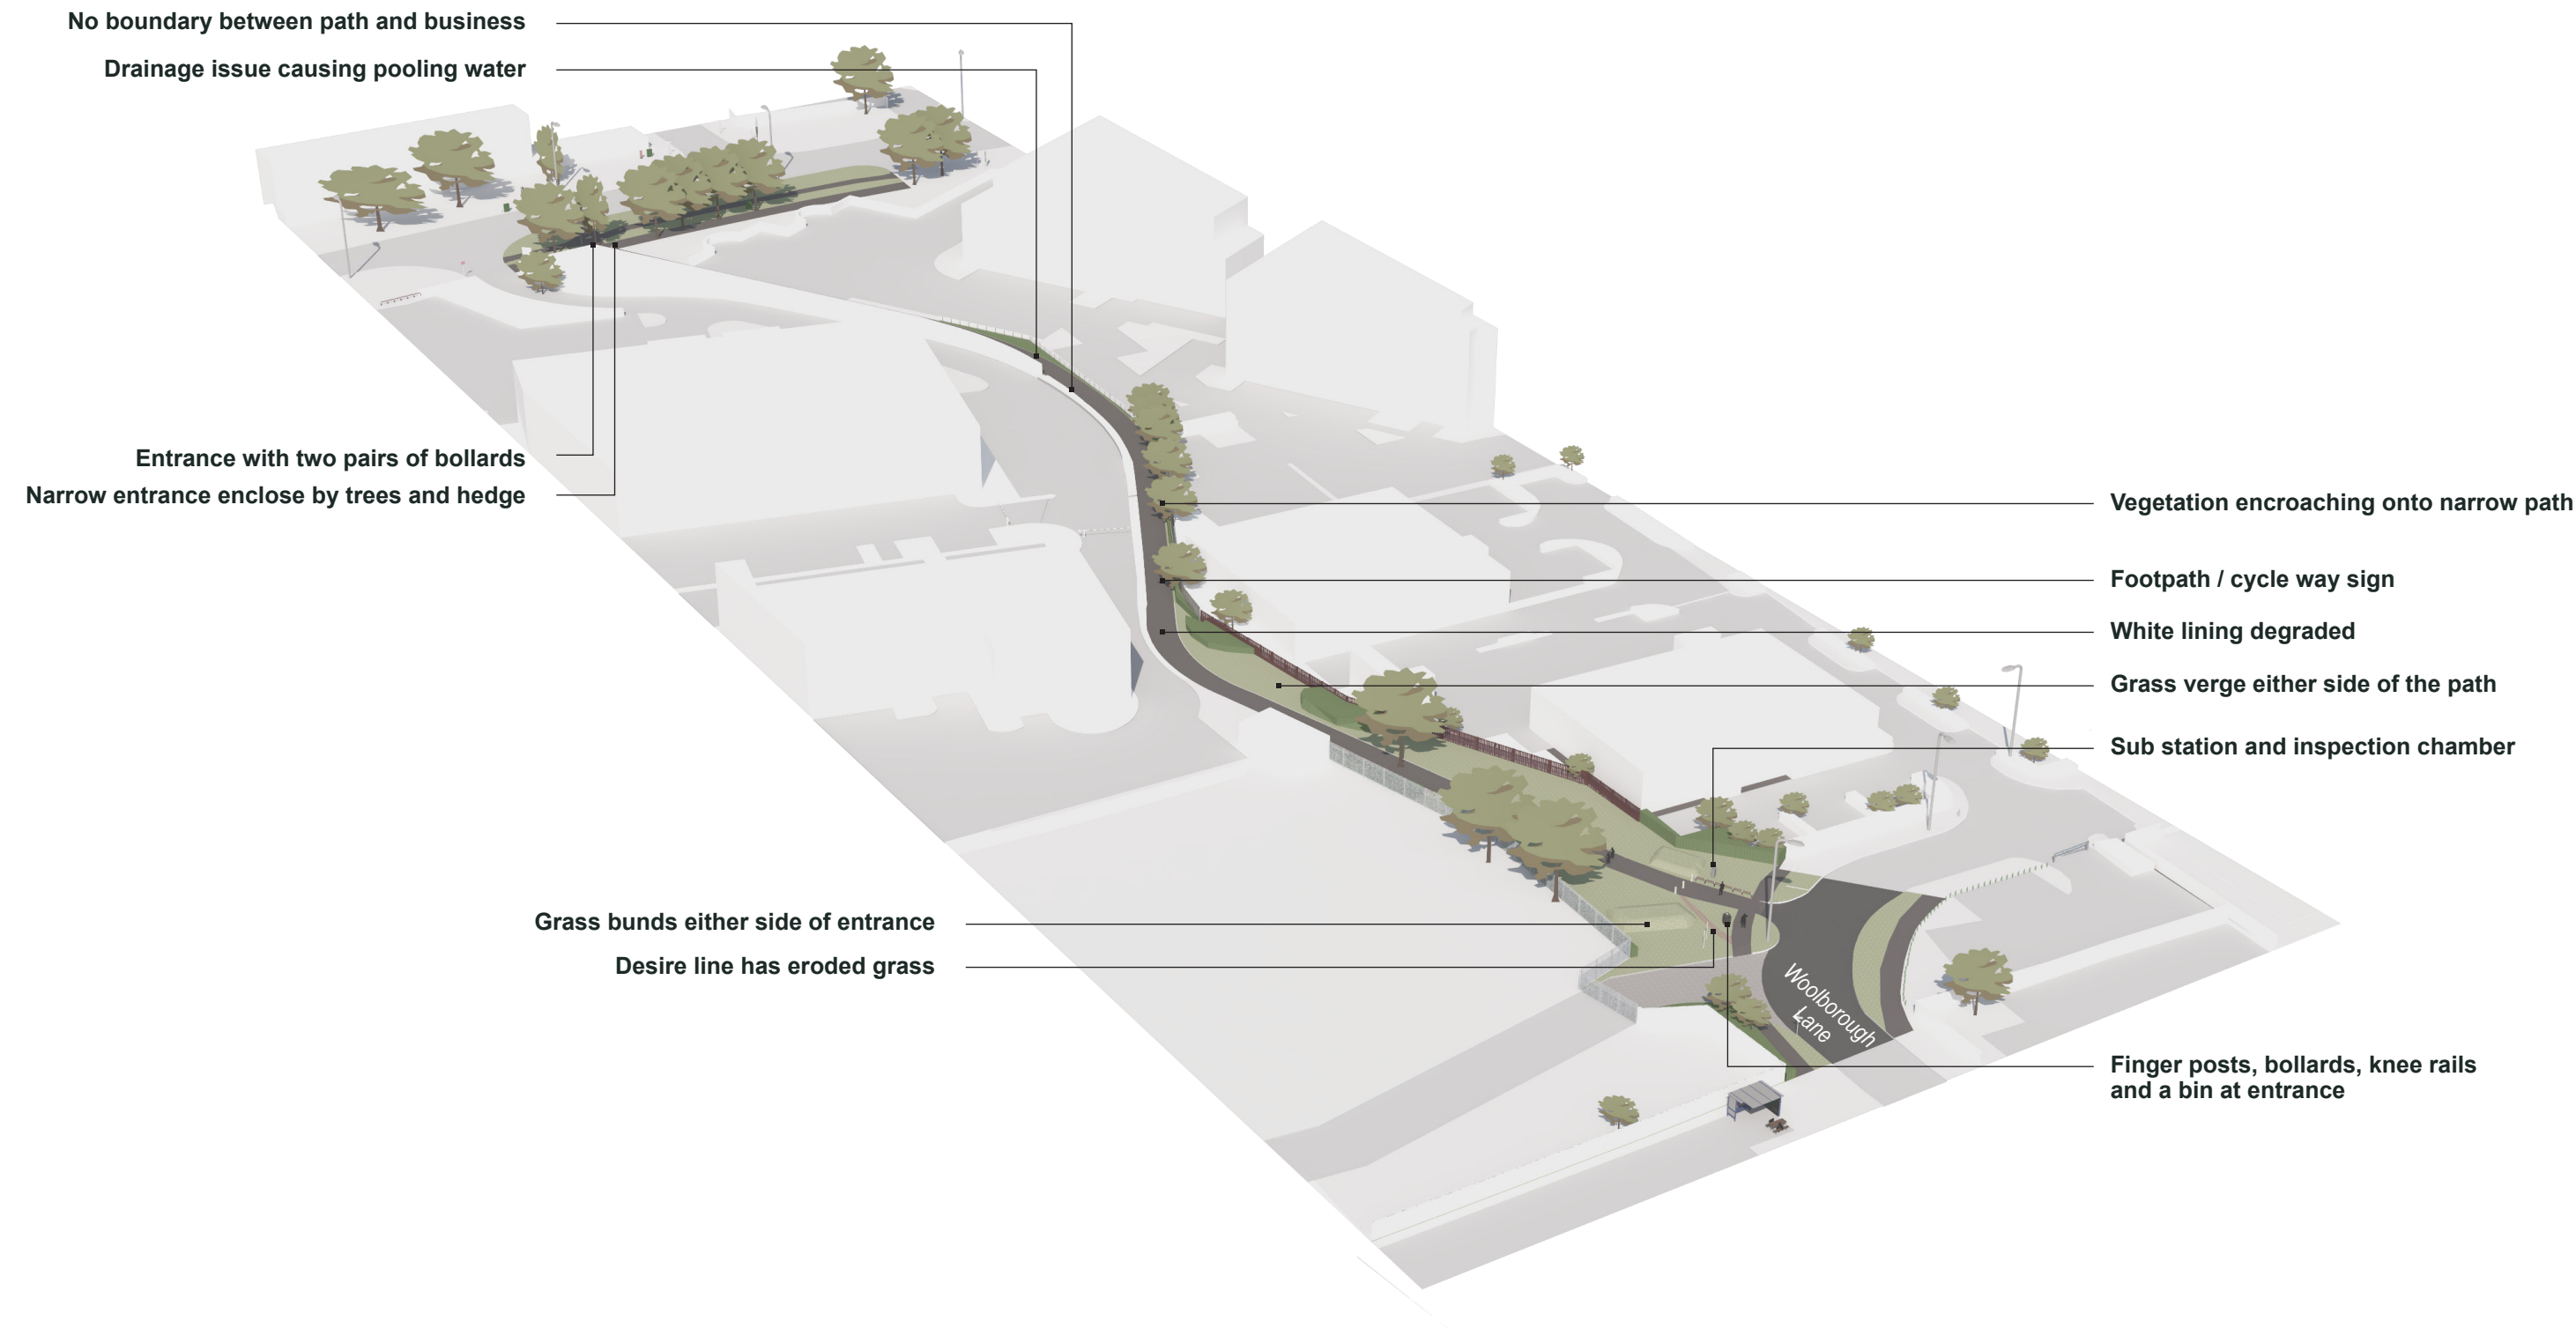 No boundary between path and business
Drainage issue causing pooling water
Entrance with two pairs of bollards
Narrow entrance enclose by trees and hedge
Vegetation encroaching onto narrow path
Footpath / cycle way sign
White lining degraded
Grass verge either side of the path
Sub station and inspection chamber
Grass bunds either side of entrance
Desire line has eroded grass
Woolborough
Lane
Finger posts, bollards, knee rails
and a bin at entrance